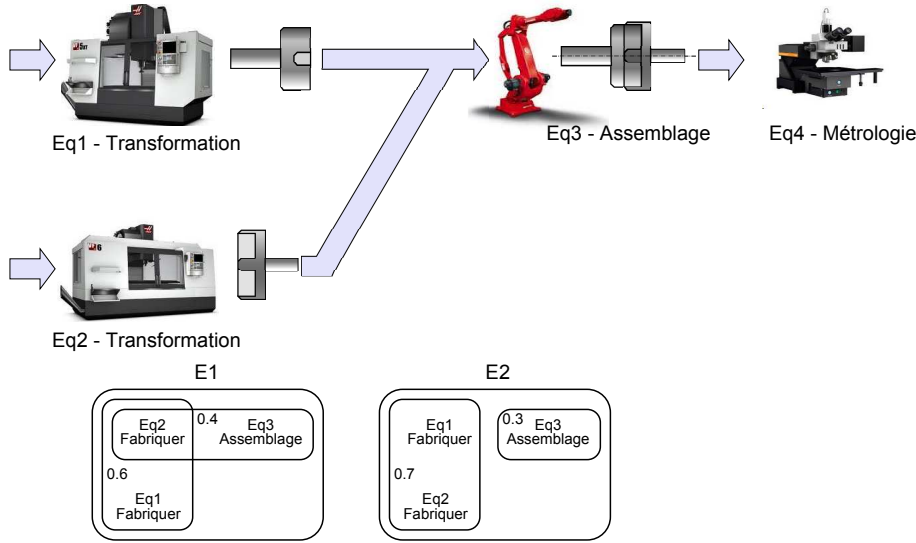 Eq1 - Transformation
Eq3 - Assemblage
Eq4 - Métrologie
6
Eq2 - Transformation
E1
E2
Eq2
Fabriquer
0.4
Eq3
Assemblage
0.6
Eq1
Fabriquer
Eq1
Fabriquer
0.3
Eq3
Assemblage
0.7
Eq2
Fabriquer